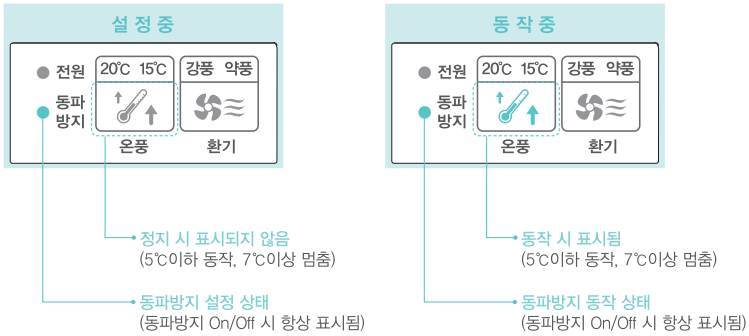 설 정 중
전원
20℃ 15℃
강풍 약풍
동파
방지
온풍
환기
정지 시 표시되지 않음
(5℃이하 동작, 7℃이상 멈춤)
동파방지 설정 상태
(동파방지 On/Off 시 항상 표시됨)
동 작 중
전원
20℃ 15℃
강풍 약풍
동파
방지
온풍
환기
동작 시 표시됨
(5℃이하 동작, 7℃이상 멈춤)
동파방지 동작 상태
(동파방지 On/Off 시 항상 표시됨)